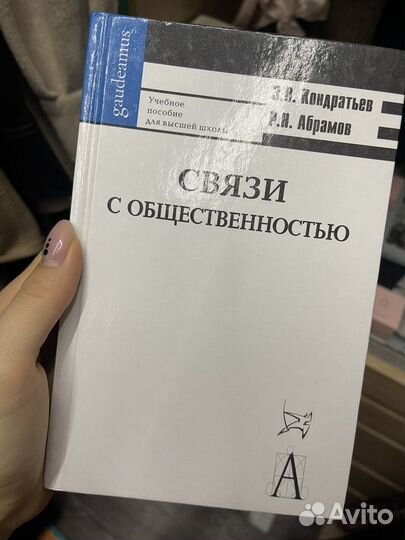 gaudeamus
Учебное
пособие
для высшей школы
Э.В. Кондратьев
Р.Н. Абрамов
СВЯЗИ
С ОБЩЕСТВЕННОСТЬЮ
А
Avito